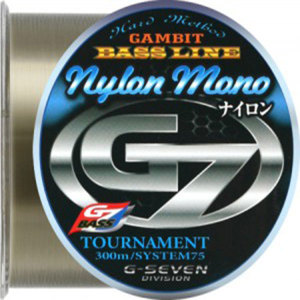 Hard Method
GAMBIT
BASS LINE
Nylon Mono
ナイロン
G7
G7
BASS
TOURNAMENT
300m/SYSTEM75
G-SEVEN
DIVISION